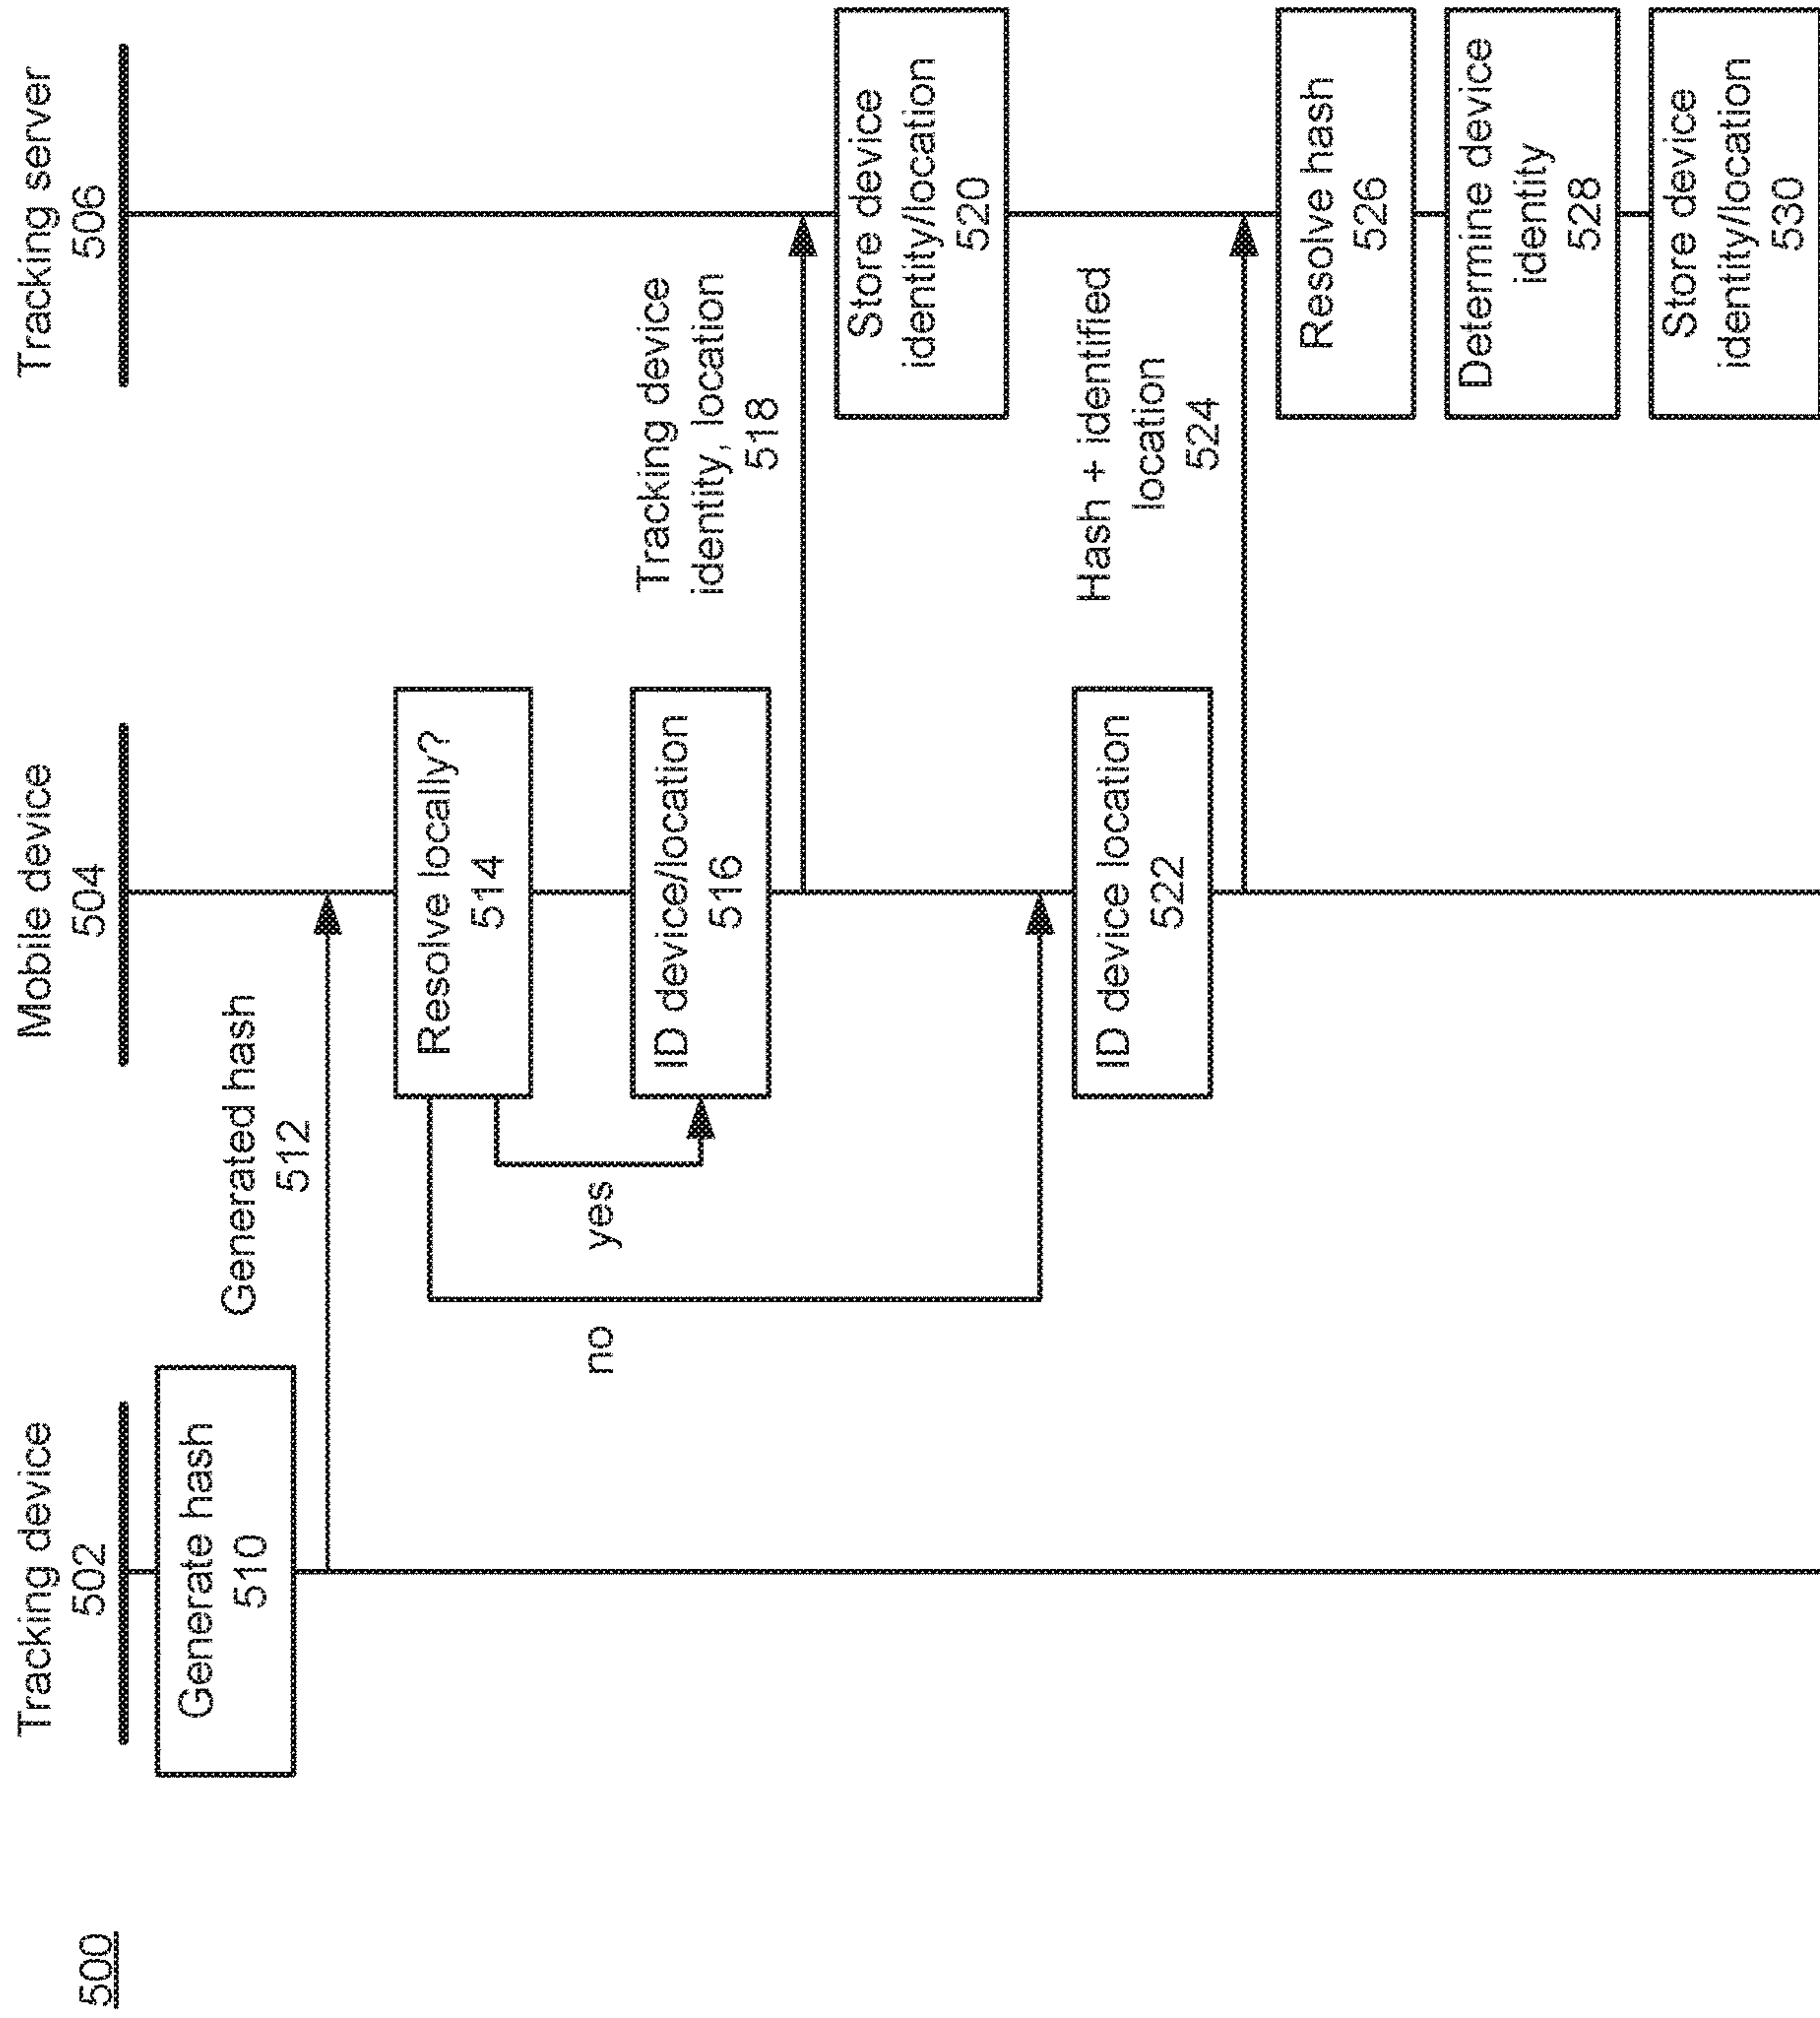 500
Tracking device
502
Mobile device
504
Tracking server
506
Generate hash
510
Generated hash
512
Resolve locally?
514
no
yes
ID device/location
516
Tracking device
identity, location
518
Store device
identity/location
520
ID device location
522
Hash + identified
location
524
Resolve hash
526
Determine device
identity
528
Store device
identity/location
530